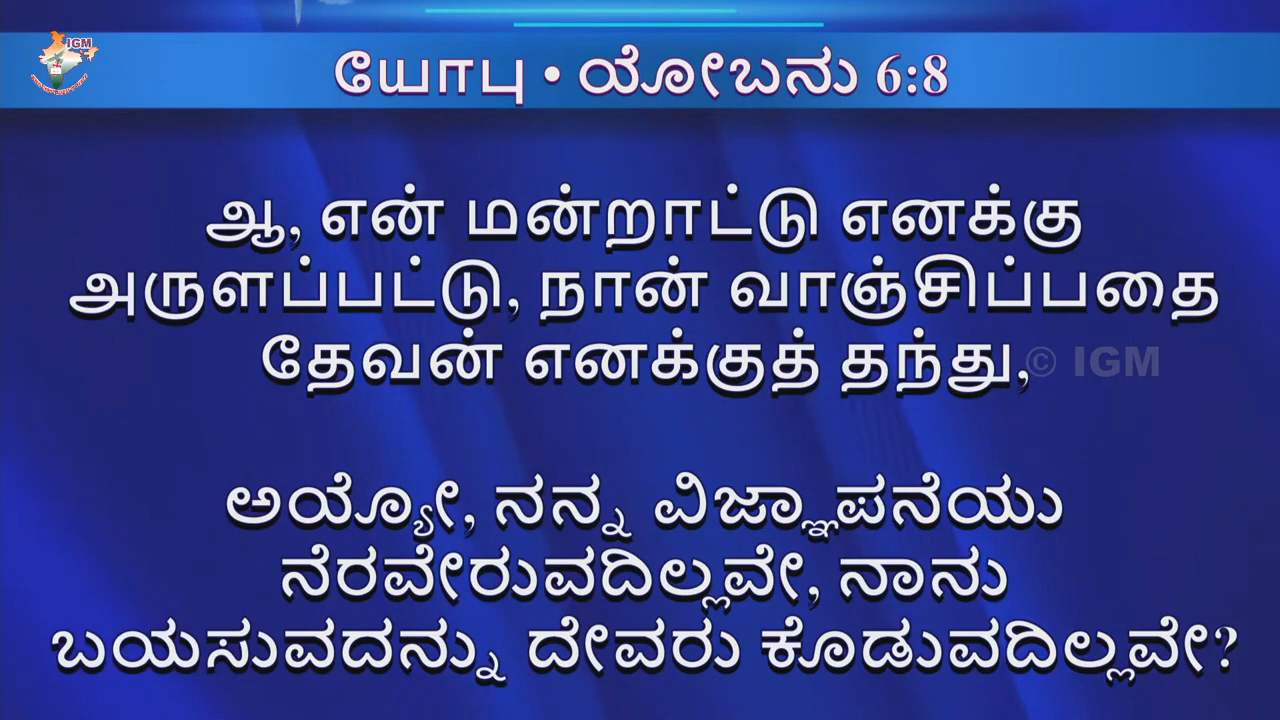 IGM
யோபு • ಯೋಬನು 6:8
ஆ, என் மன்றாட்டு எனக்கு
அருளப்பட்டு, நான் வாஞ்சிப்பதை
தேவன் எனக்குத் தந்து,
© IGM
ಅಯ್ಯೋ, ನನ್ನ ವಿಜ್ಞಾಪನೆಯು
ನೆರವೇರುವದಿಲ್ಲವೇ, ನಾನು
ಬಯಸುವದನ್ನು ದೇವರು ಕೊಡುವದಿಲ್ಲವೇ?